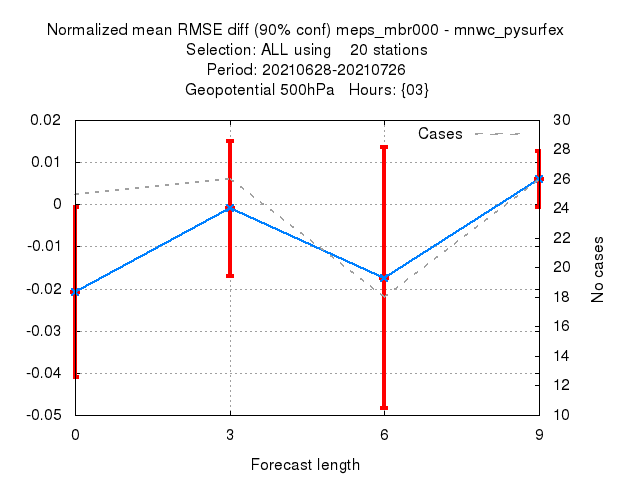 Normalized mean RMSE diff (90% conf) meps_mbr000 - mnwc_pysurfex
Selection: ALL using    20 stations
Period: 20210628-20210726
Geopotential 500hPa   Hours: {03}
Cases
0.02
0.01
0
-0.01
-0.02
-0.03
-0.04
-0.05
30
28
26
24
22
20
18
16
14
12
10
No cases
0 3 6 9
Forecast length